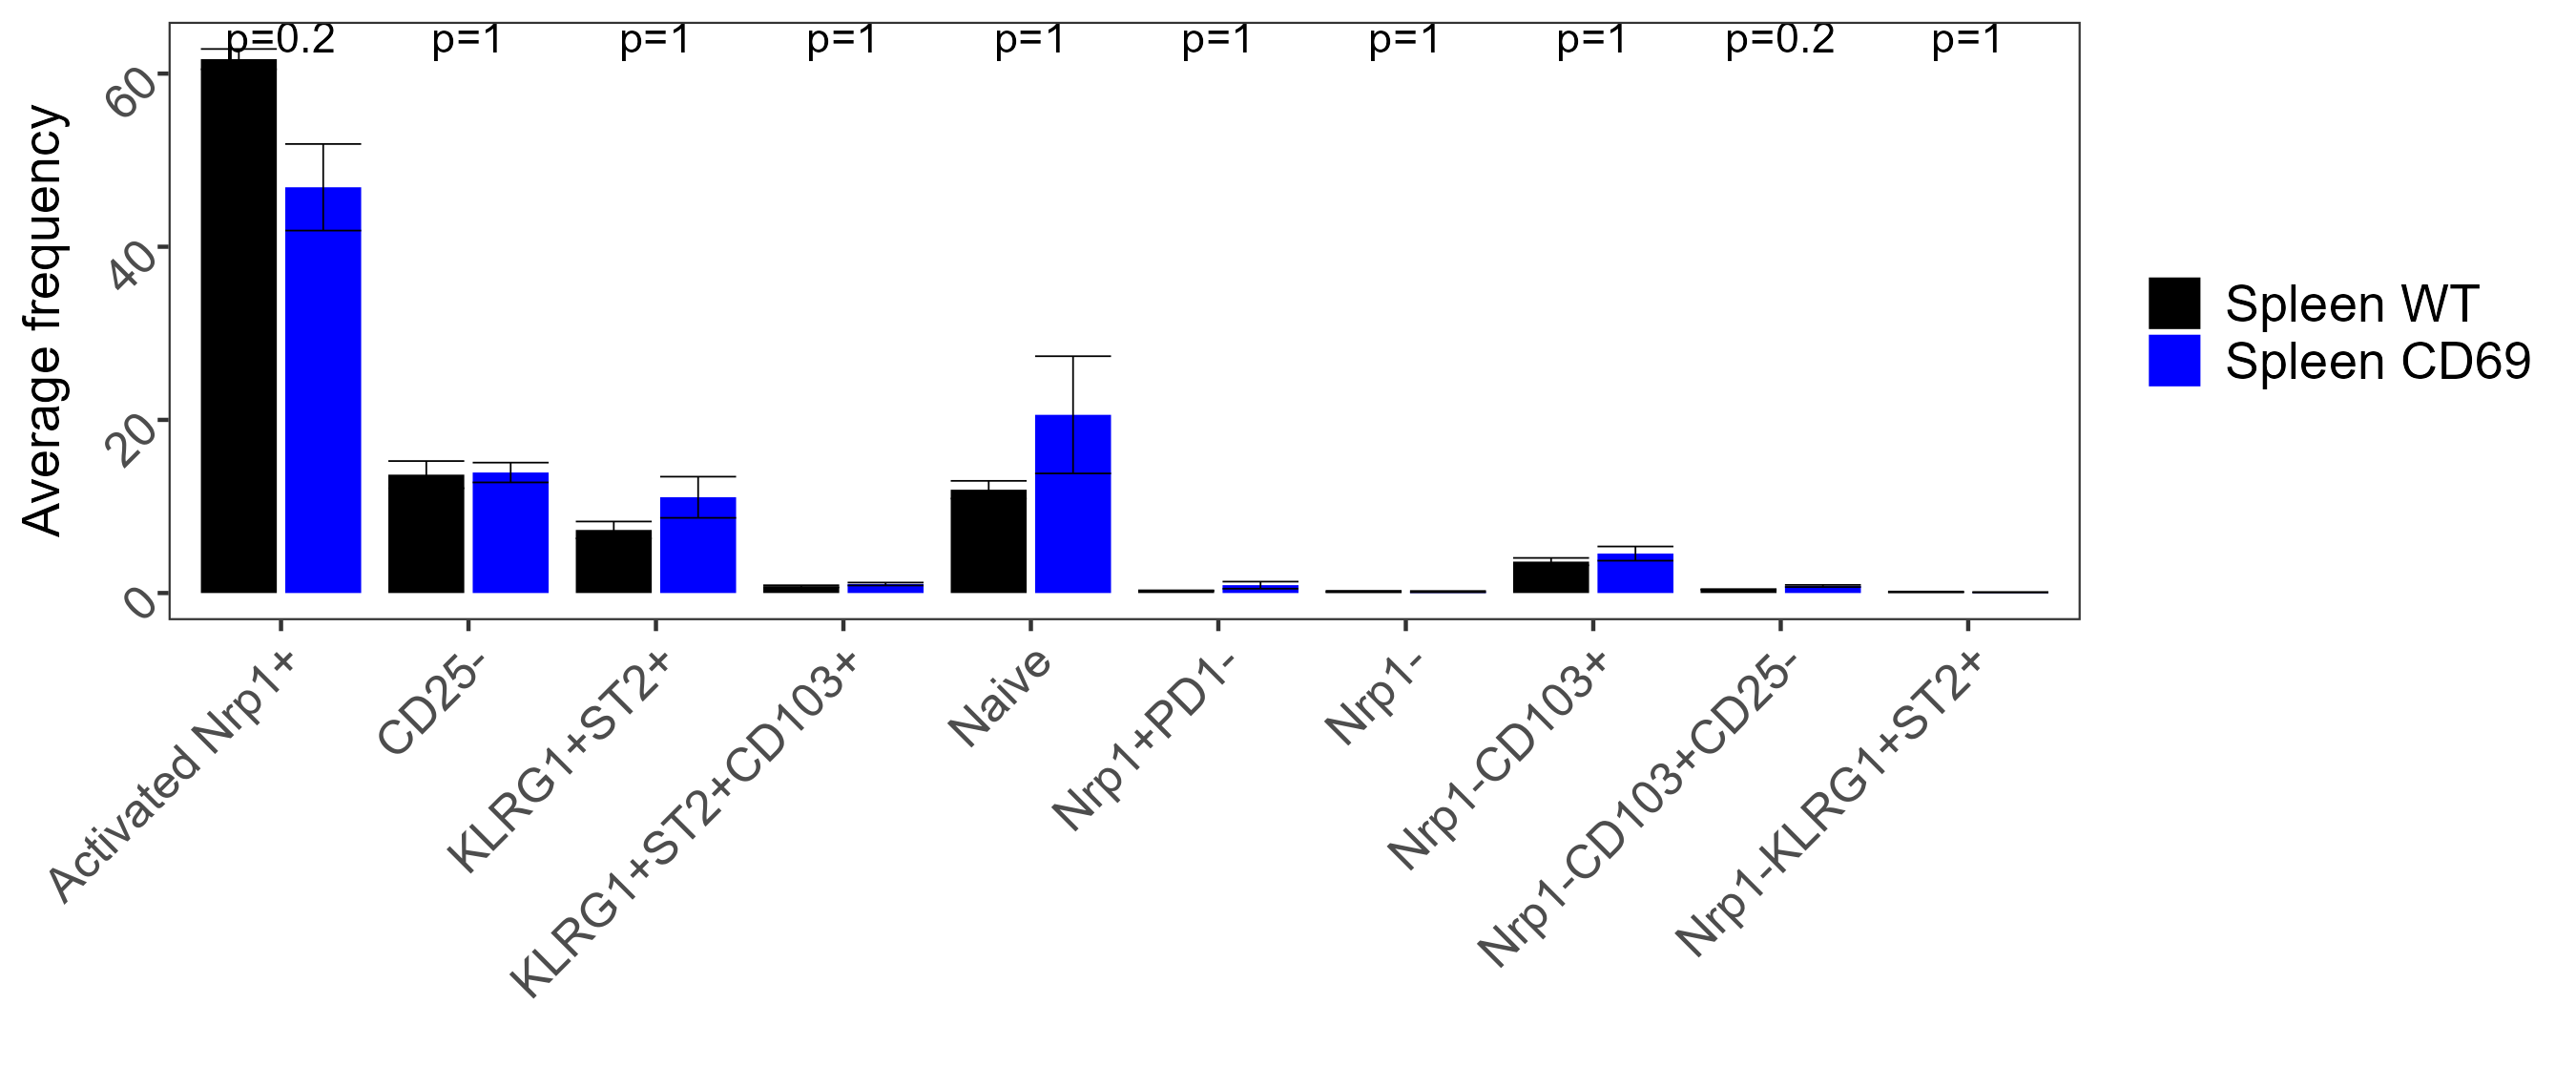 p=0.2 p=1 p=1 p=1 p=1 p=1 p=1 p=1 p=0.2 p=1
Average frequency
60
40
20
0
Spleen WT
Spleen CD69
Activated Nrp1+
CD25-
KLRG1+ST2+
KLRG1+ST2+CD103+
Naive
Nrp1+PD1-
Nrp1-
Nrp1-CD103+
Nrp1-CD103+CD25-
Nrp1-KLRG1+ST2+